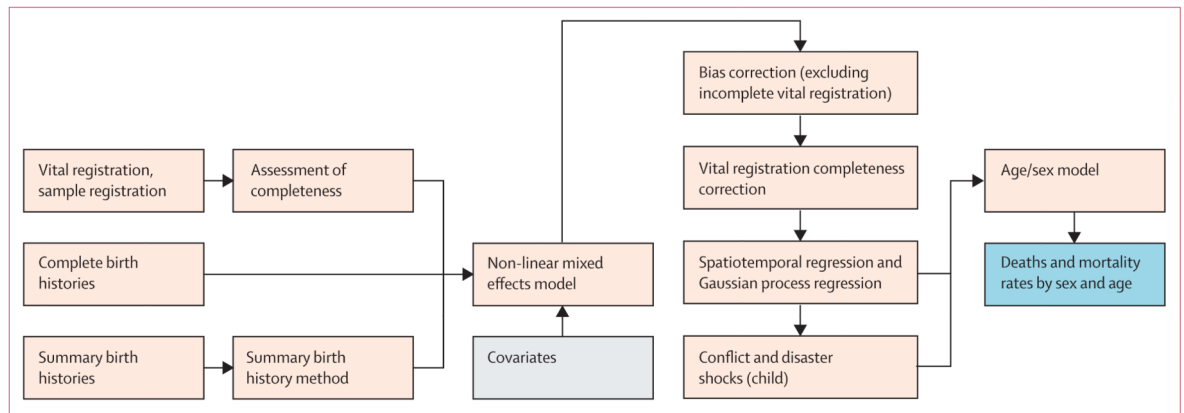 Vital registration,
sample registration
Assessment of
completeness
Complete birth
histories
Summary birth
histories
Summary birth
history method
Non-linear mixed
effects model
Covariates
Bias correction (excluding
incomplete vital registration)
Vital registration completeness
correction
Spatiotemporal regression and
Gaussian process regression
Conflict and disaster
shocks (child)
Age/sex model
Deaths and mortality
rates by sex and age